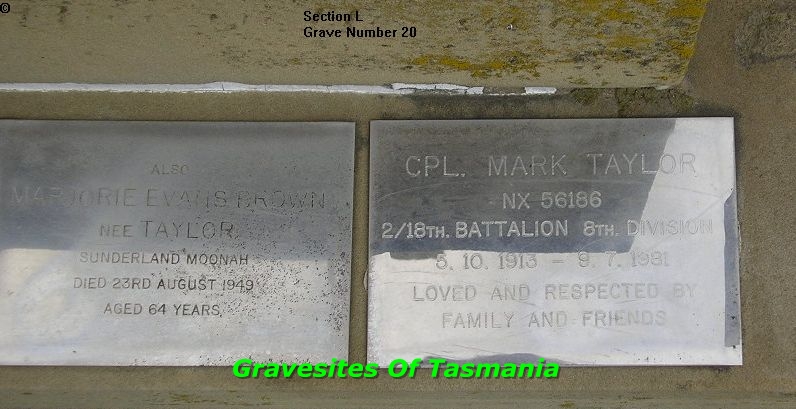 ©
Section L
Grave Number 20
ALSO
MARJORIE EVANS BROWN
NEE TAYLOR
SUNDERLAND MOONAH
DIED 23RD AUGUST 1949
AGED 64 YEARS
CPL. MARK TAYLOR
NX 56186
2/18TH. BATTALION 8TH. DIVISION
5. 10. 1913 - 9. 7. 1981
LOVED AND RESPECTED BY
FAMILY AND FRIENDS
Gravesites Of Tasmania